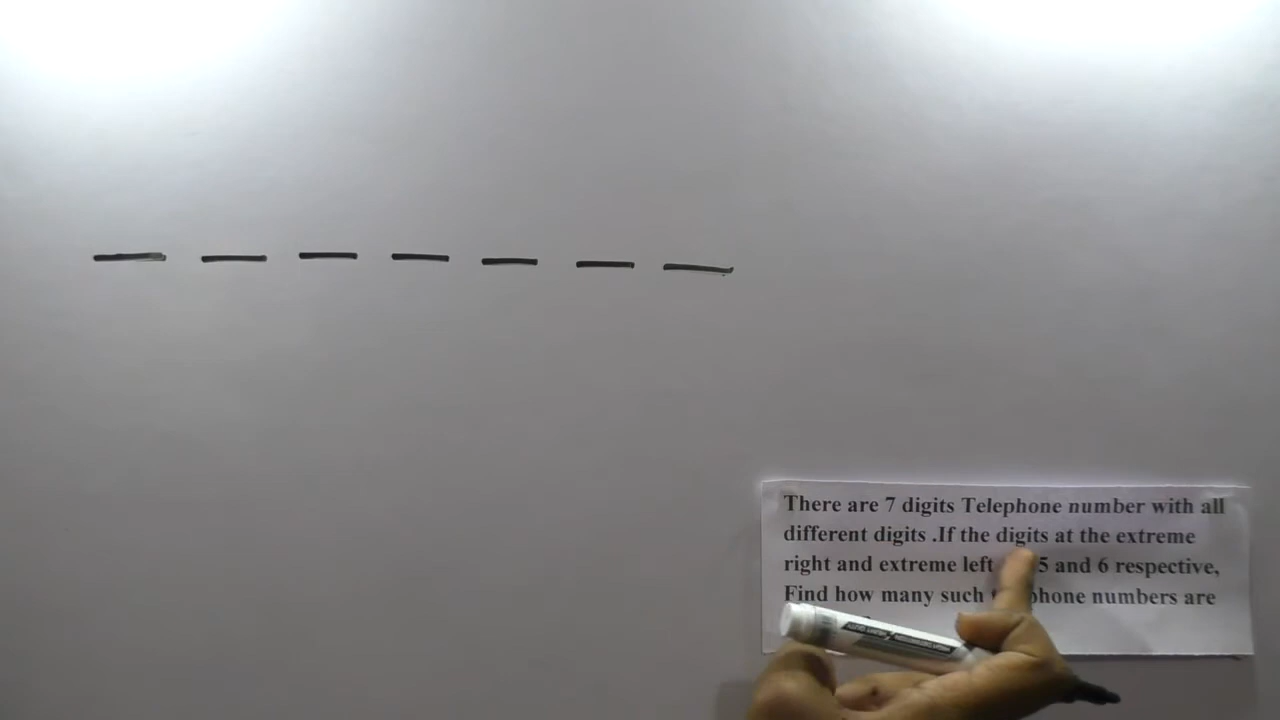 There are 7 digits Telephone number with all
different digits .If the digits at the extreme
right and extreme left 5 and 6 respective,
Find how many such phone numbers are